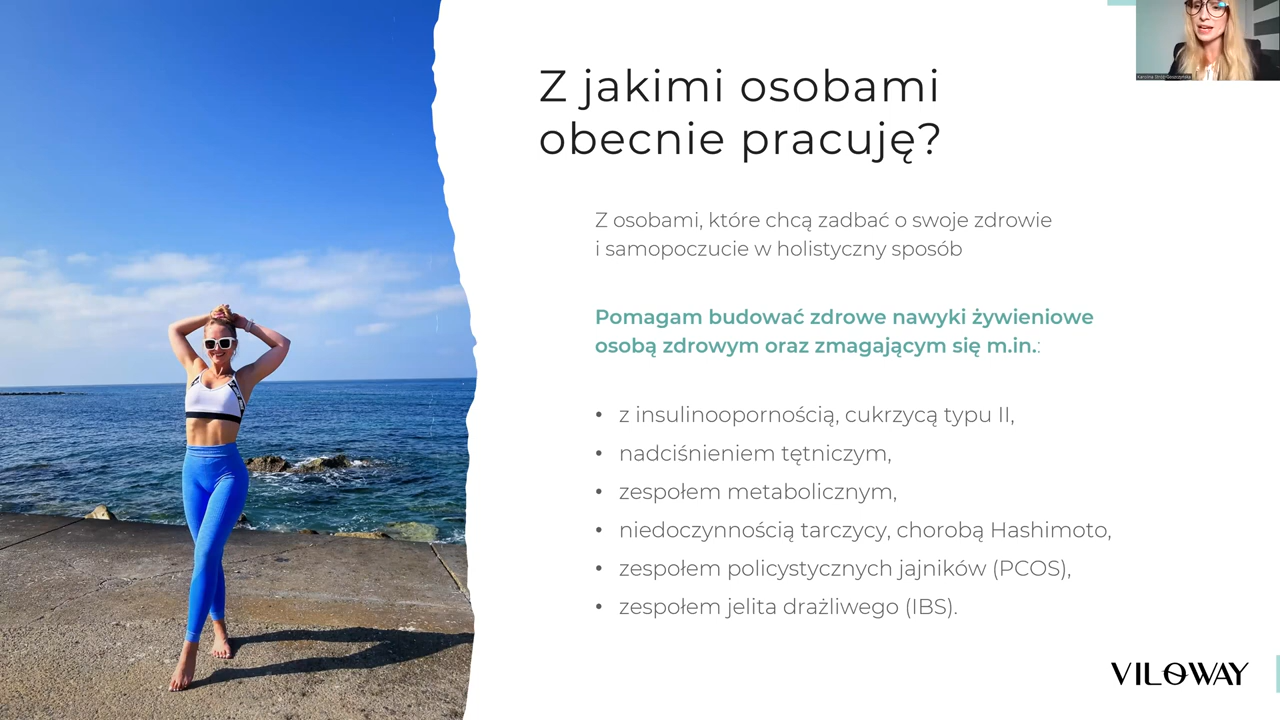 Z jakimi osobami
obecnie pracuję?
Z osobami, które chcą zadbać o swoje zdrowie
i samopoczucie w holistyczny sposób
Pomagam budować zdrowe nawyki żywieniowe
osobą zdrowym oraz zmagającym się m.in.:
• z insulinoopornością, cukrzycą typu II,
• nadciśnieniem tętniczym,
• zespołem metabolicznym,
• niedoczynnością tarczycy, chorobą Hashimoto,
• zespołem policystycznych jajników (PCOS),
• zespołem jelita drażliwego (IBS).
VILOWAY